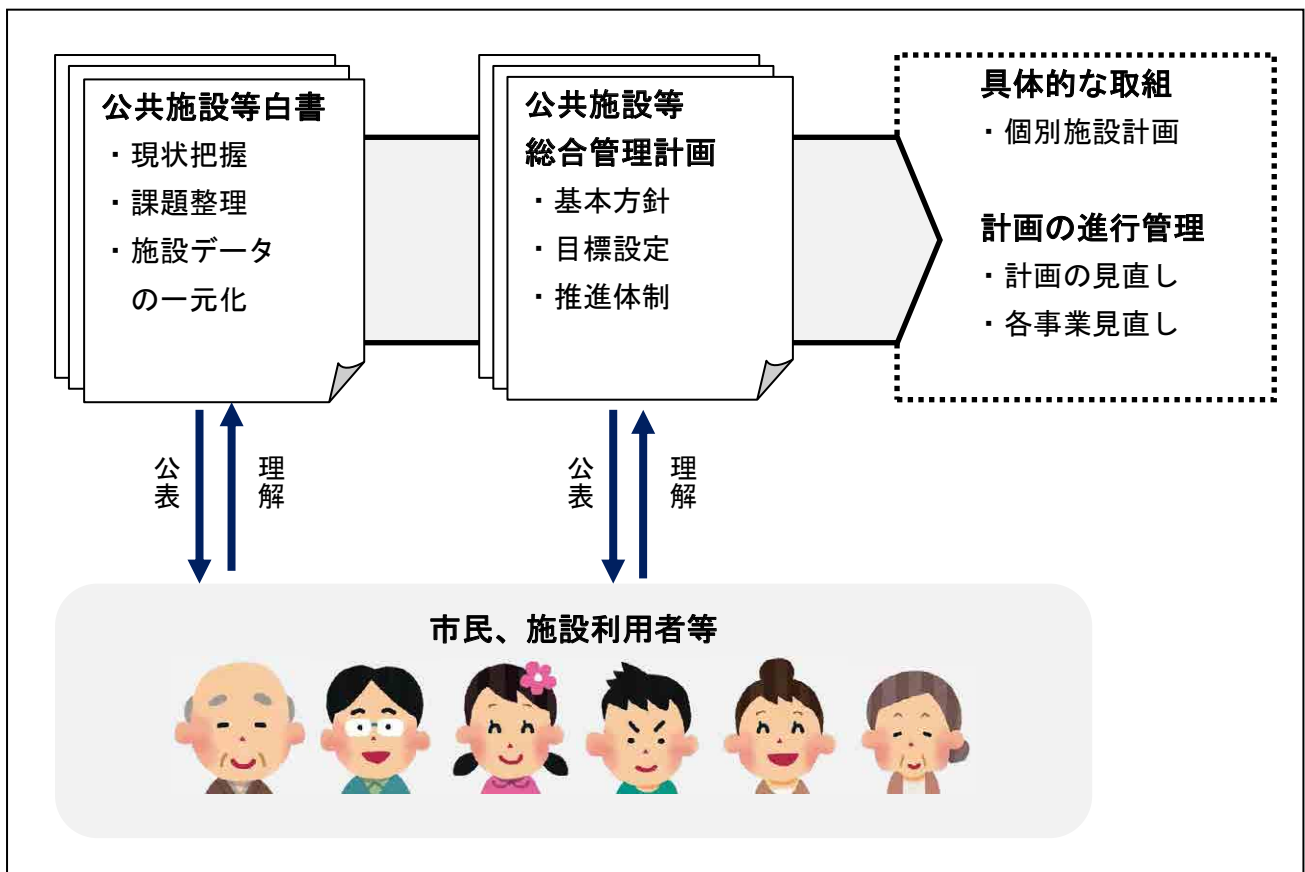 公共施設等白書
・現状把握
・課題整理
・施設データ
の一元化
公共施設等
総合管理計画
・基本方針
・目標設定
・推進体制
具体的な取組
・個別施設計画
計画の進行管理
・計画の見直し
・各事業見直し
公表
理解
公表
理解
市民、施設利用者等